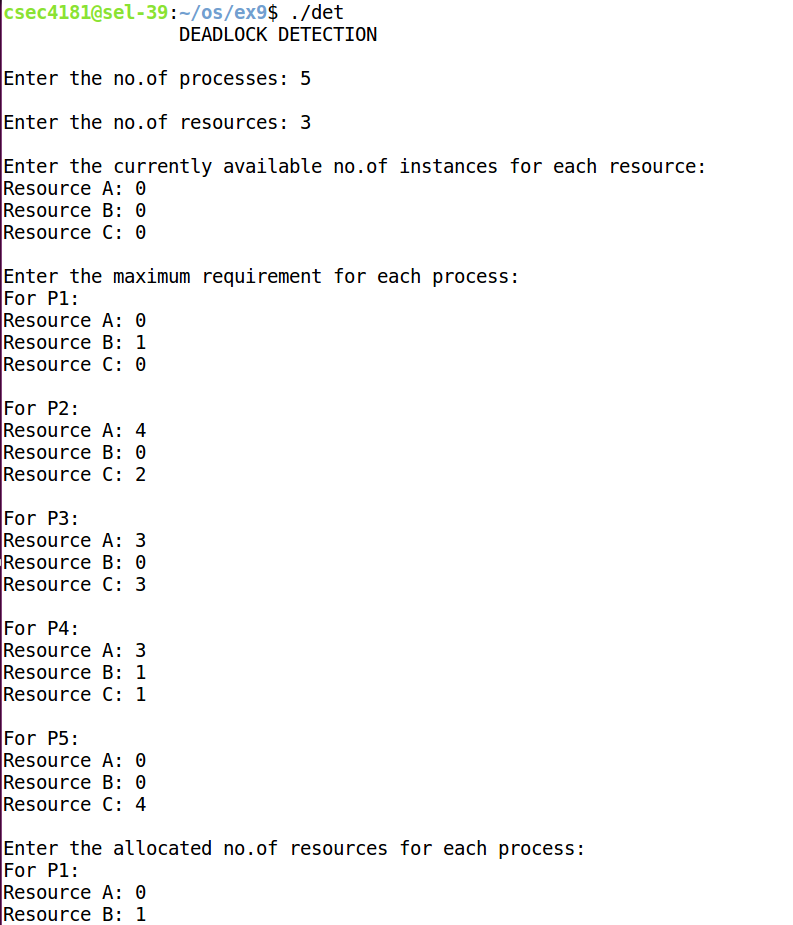 csec4181@sel-39:~/os/ex9$ ./det
DEADLOCK DETECTION
Enter the no.of processes: 5
Enter the no.of resources: 3
Enter the currently available no.of instances for each resource:
Resource A: 0
Resource B: 0
Resource C: 0
Enter the maximum requirement for each process:
For P1:
Resource A: 0
Resource B: 1
Resource C: 0
For P2:
Resource A: 4
Resource B: 0
Resource C: 2
For P3:
Resource A: 3
Resource B: 0
Resource C: 3
For P4:
Resource A: 3
Resource B: 1
Resource C: 1
For P5:
Resource A: 0
Resource B: 0
Resource C: 4
Enter the allocated no.of resources for each process:
For P1:
Resource A: 0
Resource B: 1